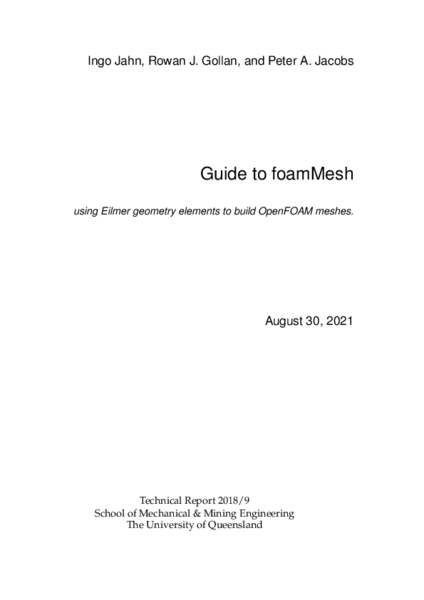 Ingo Jahn, Rowan J. Gollan, and Peter A. Jacobs
Guide to foamMesh
using Eilmer geometry elements to build OpenFOAM meshes.
August 30, 2021
Technical Report 2018/9
School of Mechanical & Mining Engineering
The University of Queensland